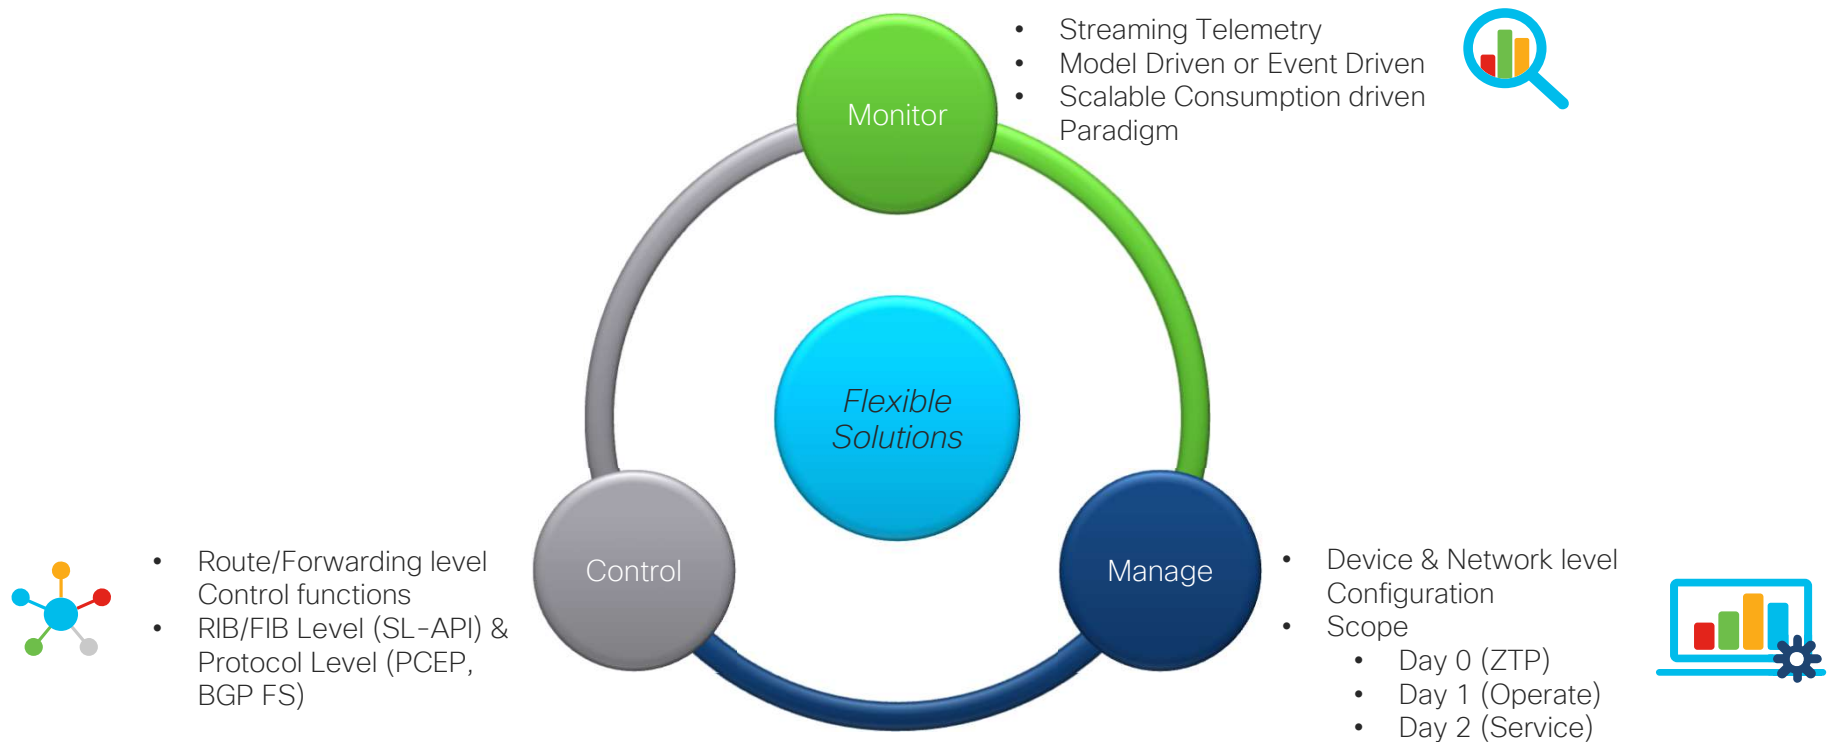 Monitor
• Streaming Telemetry
• Model Driven or Event Driven
• Scalable Consumption driven
Paradigm
Flexible
Solutions
Control
• Route/Forwarding level
Control functions
• RIB/FIB Level (SL-API) &
Protocol Level (PCEP,
BGP FS)
Manage
• Device & Network level
Configuration
• Scope
• Day 0 (ZTP)
• Day 1 (Operate)
• Day 2 (Service)